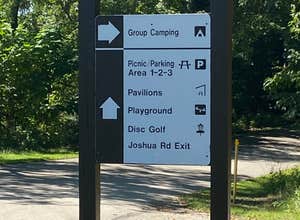 Group Camping
Picnic/Parking P
Area 1-2-3
Pavilions
Playground
Disc Golf
Joshua Rd Exit